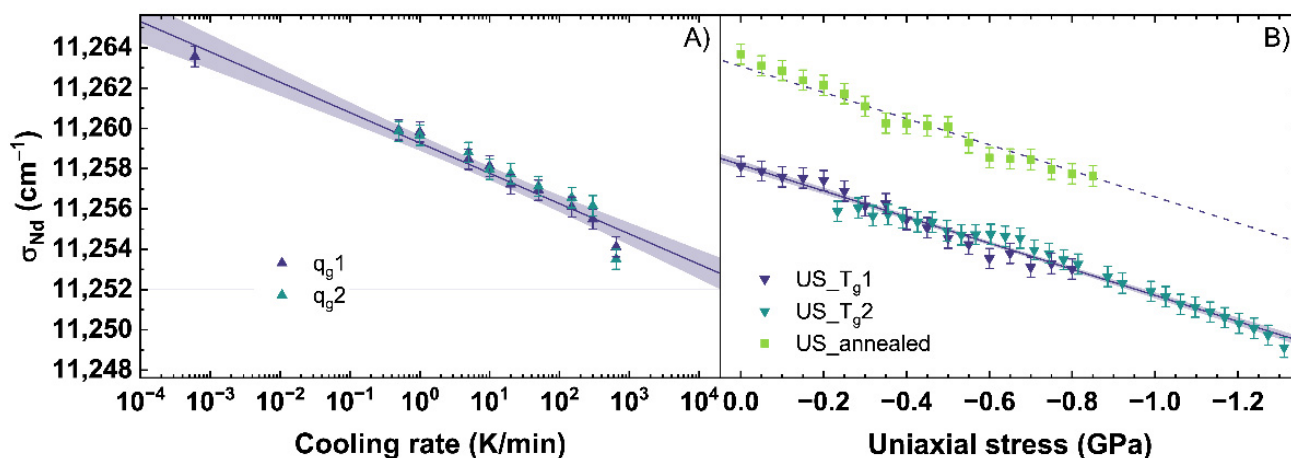 A)
B)
11,264
11,260
11,258
11,256
11,254
11,252
11,250
11,248
σNd (cm⁻¹)
qg1
qg2
US_Tg1
US_Tg2
US_annealed
10⁻⁴ 10⁻³ 10⁻² 10⁻¹ 10⁰ 10¹ 10² 10³ 10⁴
0.0 −0.2 −0.4 −0.6 −0.8 −1.0 −1.2
Cooling rate (K/min)
Uniaxial stress (GPa)